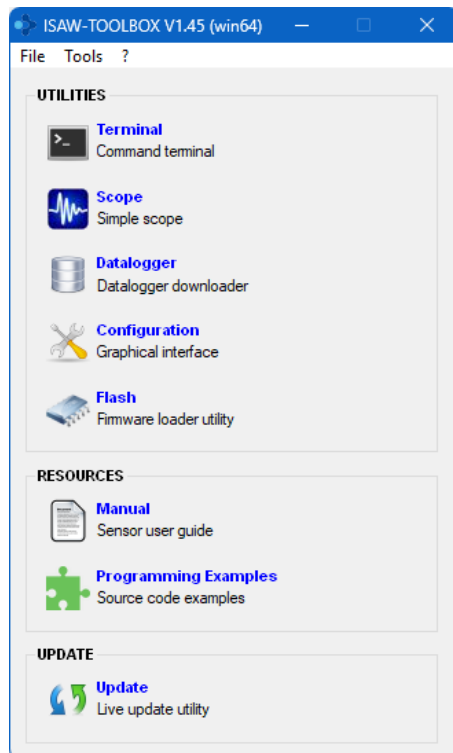 ISAW-TOOLBOX V1.45 (win64)
File Tools ?
UTILITIES
Terminal
Command terminal
Scope
Simple scope
Datalogger
Datalogger downloader
Configuration
Graphical interface
Flash
Firmware loader utility
RESOURCES
Manual
Sensor user guide
Programming Examples
Source code examples
UPDATE
Update
Live update utility